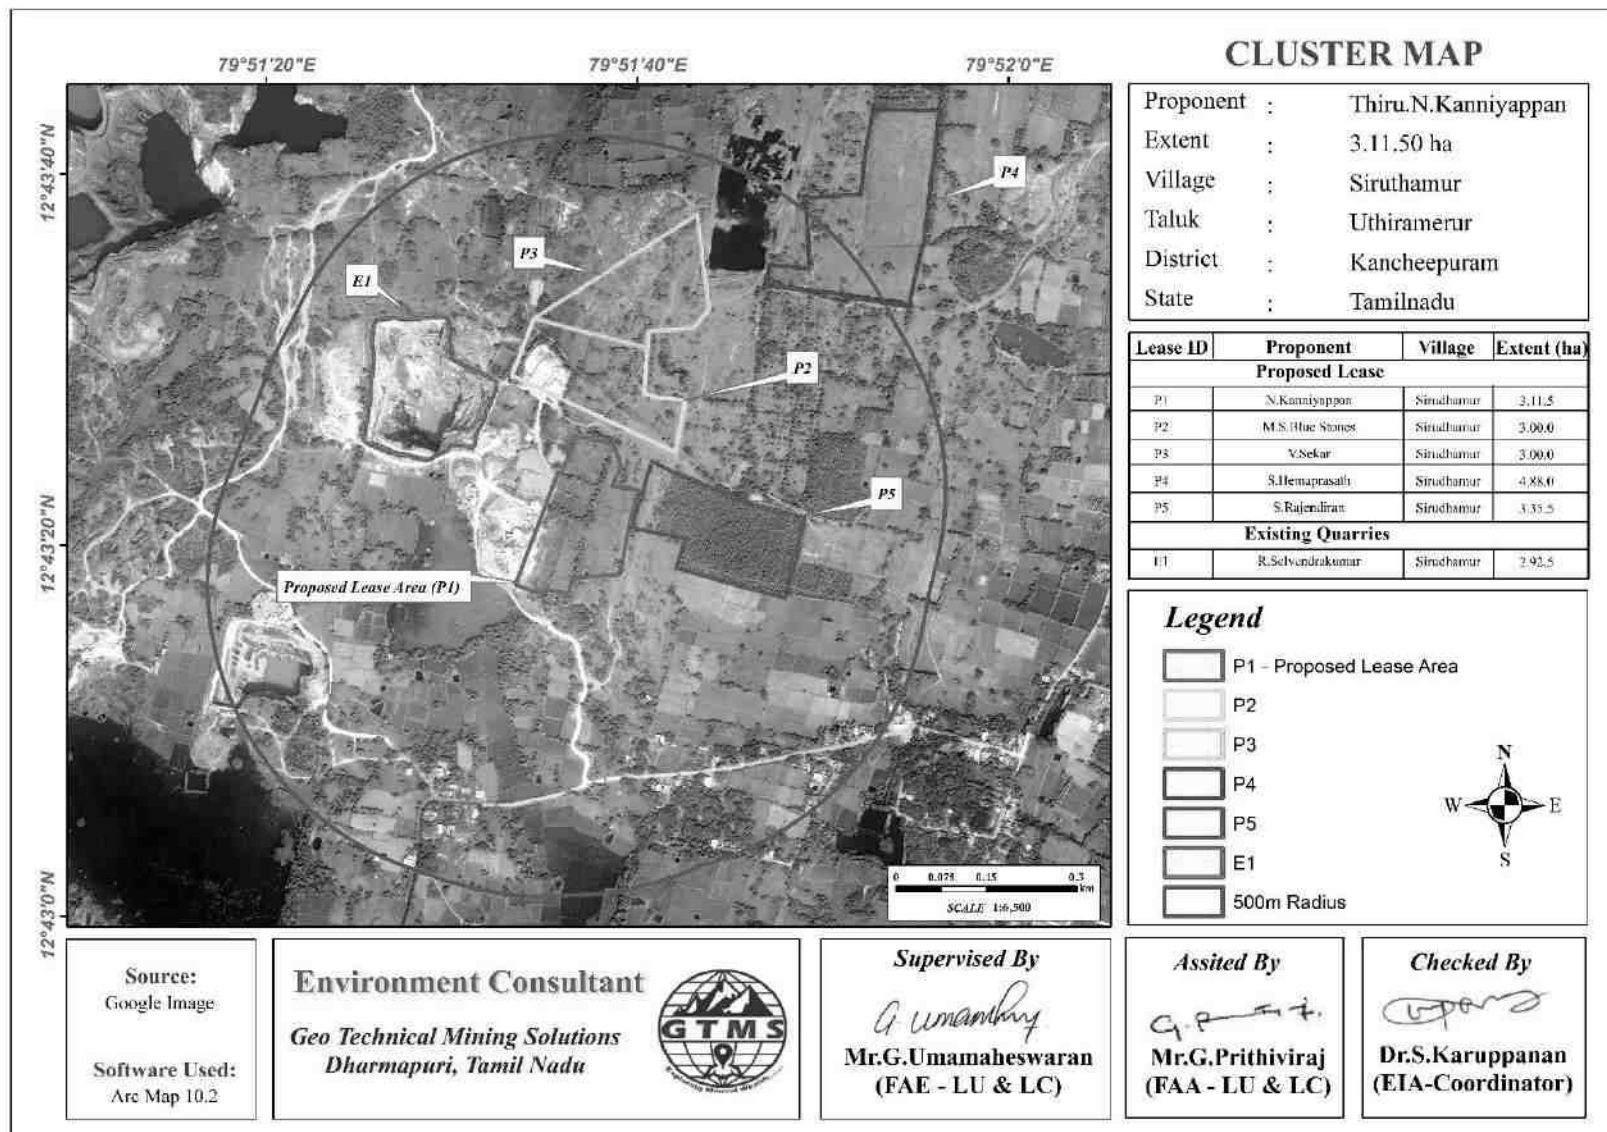 CLUSTER MAP
79°51'20"E
79°51'40"E
79°52'0"E
12°43'40"N
12°43'20"N
12°43'0"N
P4
P3
E1
P2
P5
Proposed Lease Area (P1)
0 0.075 0.15 0.3
km
SCALE 1:6,500
Proponent : Thiru.N.Kanniyappan
Extent : 3.11.50 ha
Village : Siruthamur
Taluk : Uthiramerur
District : Kancheepuram
State : Tamilnadu
Lease ID Proponent Village Extent (ha)
Proposed Lease
P1 N.Kanniyappan Sirudhamur 3.11.5
P2 M.S.Blue Stones Sirudhamur 3.00.0
P3 V.Sekar Sirudhamur 3.00.0
P4 S.Hemaprasath Sirudhamur 4.88.0
P5 S.Rajendiran Sirudhamur 3.35.5
Existing Quarries
E1 R.Selvendrakumar Sirudhamur 2.92.5
Legend
P1 - Proposed Lease Area
P2
P3
P4
P5
E1
500m Radius
N
W E
S
Source:
Google Image
Software Used:
Arc Map 10.2
Environment Consultant
Geo Technical Mining Solutions
Dharmapuri, Tamil Nadu
GTMS
Supervised By
G umamhy
Mr.G.Umamaheswaran
(FAE - LU & LC)
Assited By
Mr.G.Prithiviraj
(FAA - LU & LC)
Checked By
Dr.S.Karuppanan
(EIA-Coordinator)